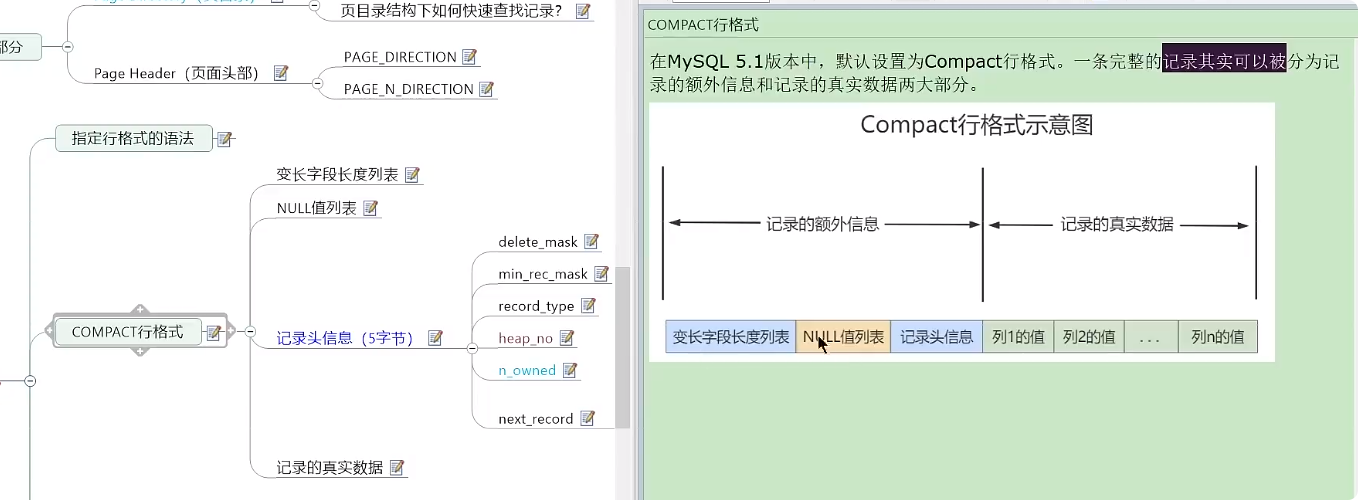 页目录结构下如何快速查找记录？
部分
Page Header（页面头部）
PAGE_DIRECTION
PAGE_N_DIRECTION
指定行格式的语法
COMPACT行格式
变长字段长度列表
NULL值列表
记录头信息（5字节）
delete_mask
min_rec_mask
record_type
heap_no
n_owned
next_record
记录的真实数据
COMPACT行格式
在MySQL 5.1版本中，默认设置为Compact行格式。一条完整的记录其实可以被分为记
录的额外信息和记录的真实数据两大部分。
Compact行格式示意图
记录的额外信息 记录的真实数据
变长字段长度列表 NULL值列表 记录头信息 列1的值 列2的值 ... 列n的值